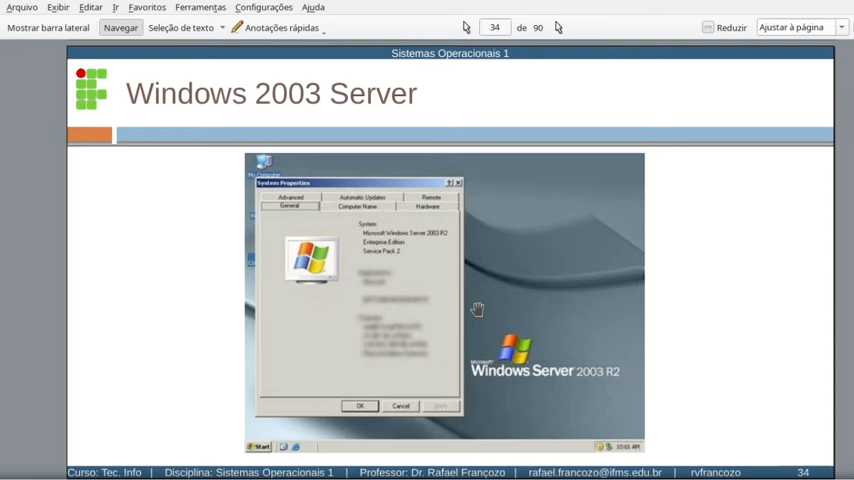 Arquivo Exibir Editar Ir Favoritos Ferramentas Configurações Ajuda
Mostrar barra lateral Navegar Seleção de texto Anotações rápidas 34 de 90 Reduzir Ajustar à página
Sistemas Operacionais 1
Windows 2003 Server
My Computer
System Properties
Advanced Automatic Updates Remote
General Computer Name Hardware
System:
Microsoft Windows Server 2003 R2
Enterprise Edition
Service Pack 2
Microsoft
Windows Server 2003 R2
OK Cancel Apply
Start 10:01 AM
Curso: Tec. Info | Disciplina: Sistemas Operacionais 1 | Professor: Dr. Rafael Françozo | rafael.francozo@ifms.edu.br | rvfrancozo 34